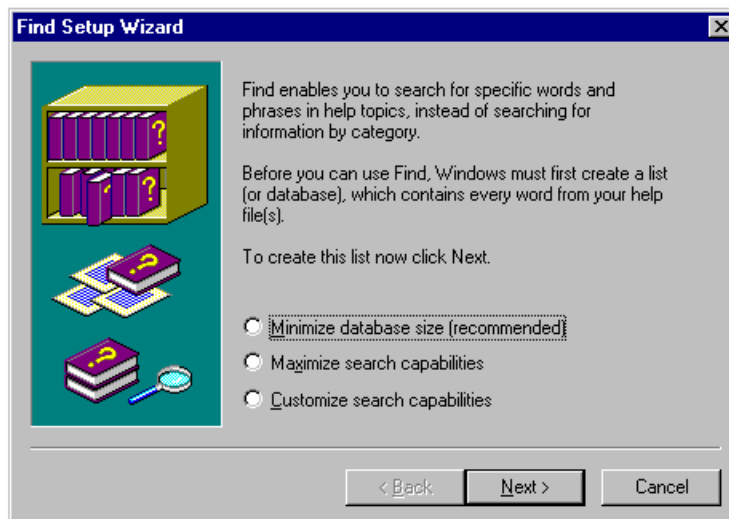 Find Setup Wizard
Find enables you to search for specific words and
phrases in help topics, instead of searching for
information by category.
Before you can use Find, Windows must first create a list
(or database), which contains every word from your help
file(s).
To create this list now click Next.
Minimize database size (recommended)
Maximize search capabilities
Customize search capabilities
< Back
Next >
Cancel